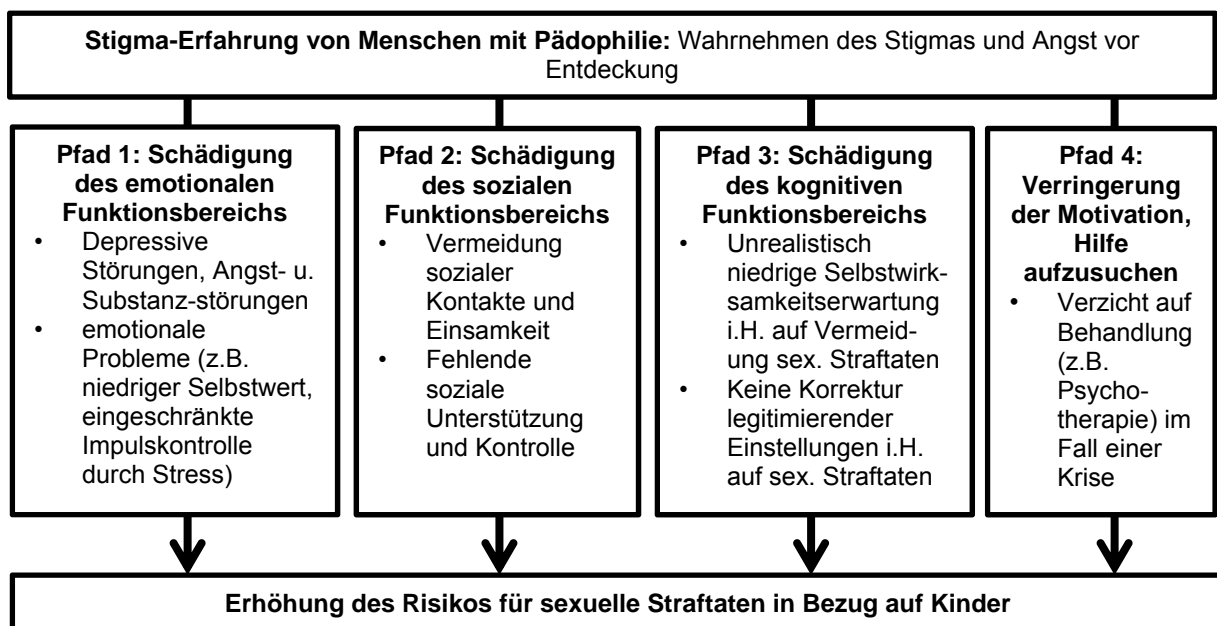 Stigma-Erfahrung von Menschen mit Pädophilie: Wahrnehmen des Stigmas und Angst vor
Entdeckung
Pfad 1: Schädigung
des emotionalen
Funktionsbereichs
• Depressive
Störungen, Angst- u.
Substanz-störungen
• emotionale
Probleme (z.B.
niedriger Selbstwert,
eingeschränkte
Impulskontrolle
durch Stress)
Pfad 2: Schädigung
des sozialen
Funktionsbereichs
• Vermeidung
sozialer
Kontakte und
Einsamkeit
• Fehlende
soziale
Unterstützung
und Kontrolle
Pfad 3: Schädigung
des kognitiven
Funktionsbereichs
• Unrealistisch
niedrige Selbstwirk-
samkeitserwartung
i.H. auf Vermeid-
ung sex. Straftaten
• Keine Korrektur
legitimierender
Einstellungen i.H.
auf sex. Straftaten
Pfad 4:
Verringerung
der Motivation,
Hilfe
aufzusuchen
• Verzicht auf
Behandlung
(z.B.
Psycho-
therapie) im
Fall einer
Krise
Erhöhung des Risikos für sexuelle Straftaten in Bezug auf Kinder